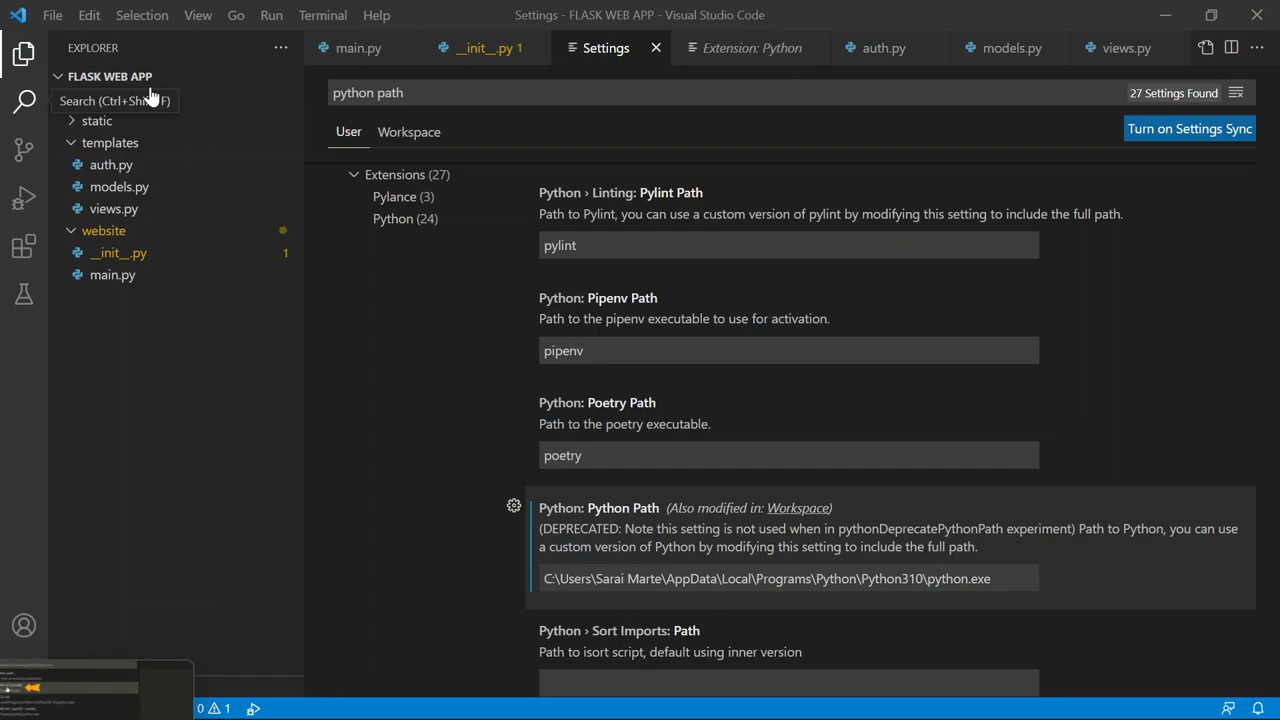 File Edit Selection View Go Run Terminal Help
Settings - FLASK WEB APP - Visual Studio Code
EXPLORER
FLASK WEB APP
Search (Ctrl+Shi F)
static
templates
auth.py
models.py
views.py
website
__init__.py 1
main.py
main.py __init__.py 1 Settings Extension: Python auth.py models.py views.py
python path 27 Settings Found
User Workspace Turn on Settings Sync
Extensions (27)
Pylance (3)
Python (24)
Python › Linting: Pylint Path
Path to Pylint, you can use a custom version of pylint by modifying this setting to include the full path.
pylint
Python: Pipenv Path
Path to the pipenv executable to use for activation.
pipenv
Python: Poetry Path
Path to the poetry executable.
poetry
Python: Python Path (Also modified in: Workspace)
(DEPRECATED: Note this setting is not used when in pythonDeprecatePythonPath experiment) Path to Python, you can use
a custom version of Python by modifying this setting to include the full path.
C:\Users\Sarai Marte\AppData\Local\Programs\Python\Python310\python.exe
Python › Sort Imports: Path
Path to isort script, default using inner version
0 1